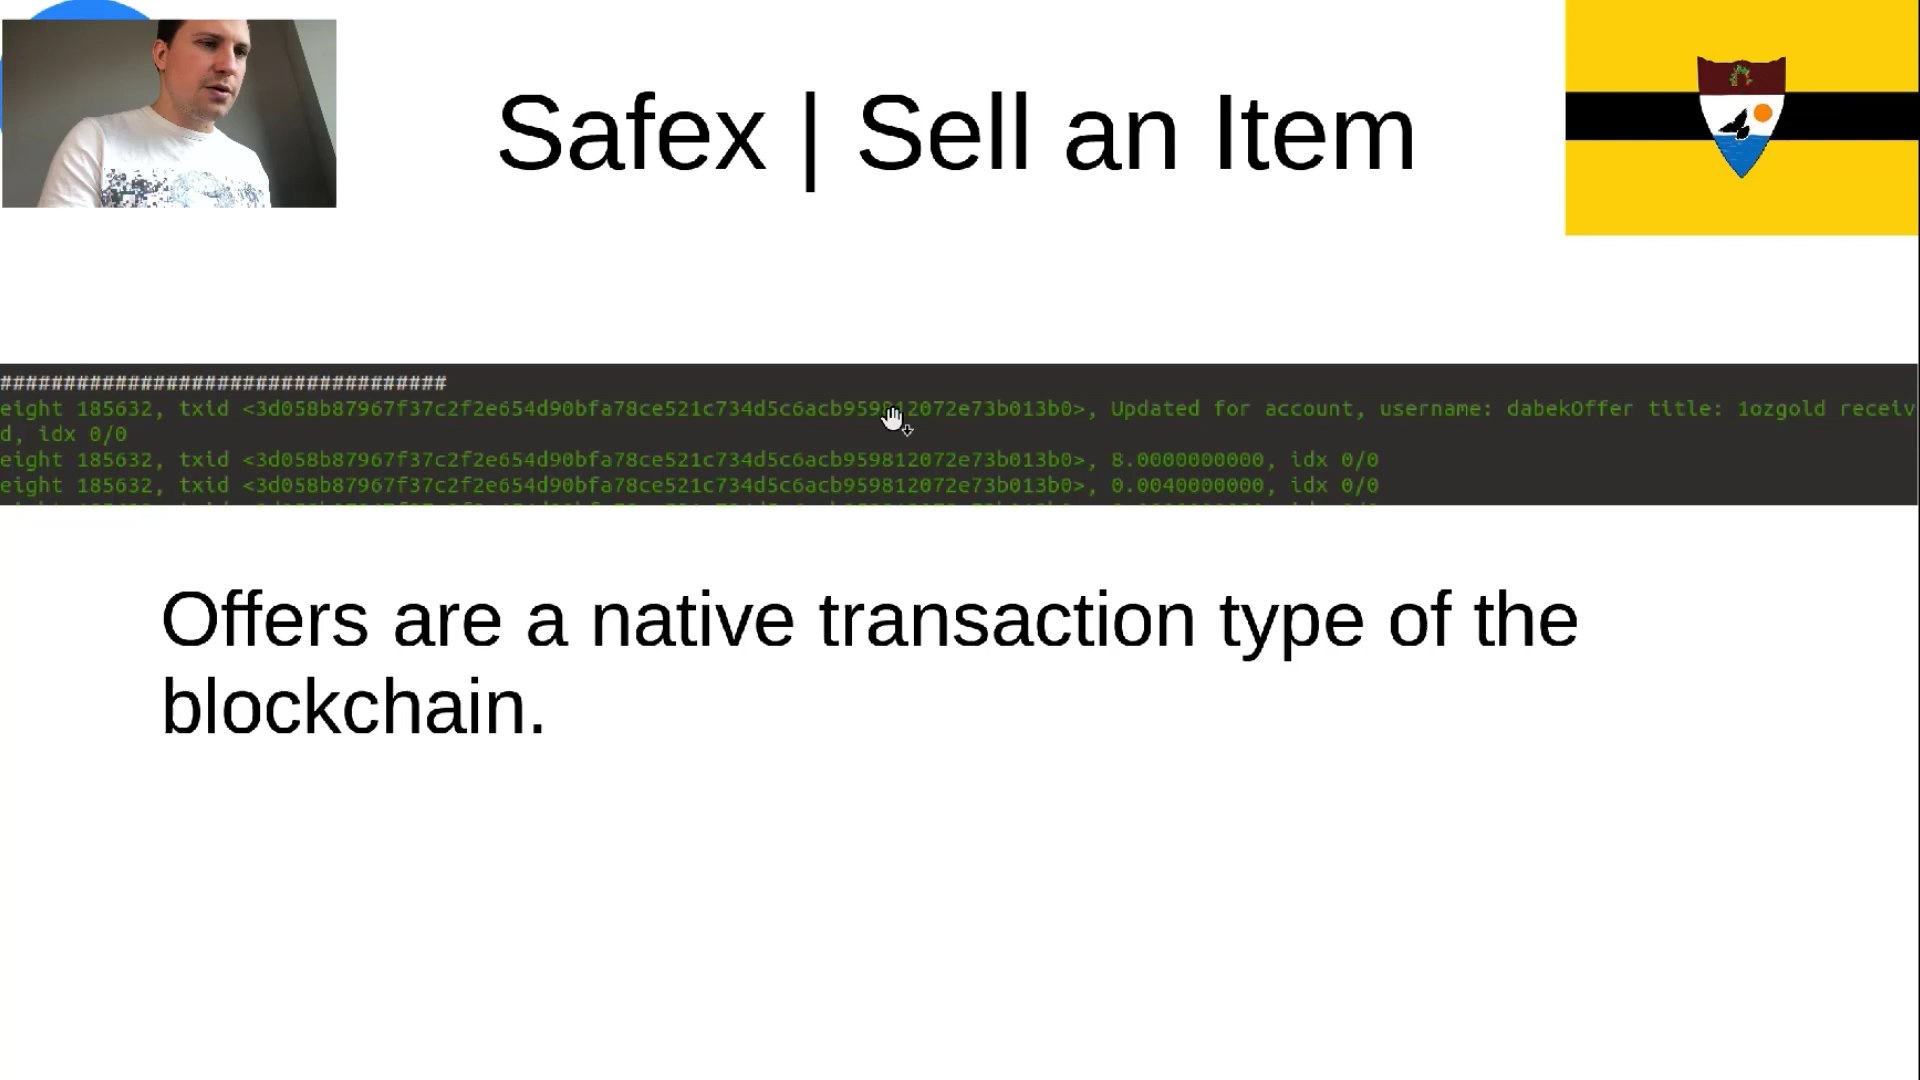 Safex | Sell an Item
###################################
eight 185632, txid <3d058b87967f37c2f2e654d90bfa78ce521c734d5c6acb959812072e73b013b0>, Updated for account, username: dabekOffer title: 1ozgold receiv
d, idx 0/0
eight 185632, txid <3d058b87967f37c2f2e654d90bfa78ce521c734d5c6acb959812072e73b013b0>, 8.0000000000, idx 0/0
eight 185632, txid <3d058b87967f37c2f2e654d90bfa78ce521c734d5c6acb959812072e73b013b0>, 0.0040000000, idx 0/0
Offers are a native transaction type of the
blockchain.